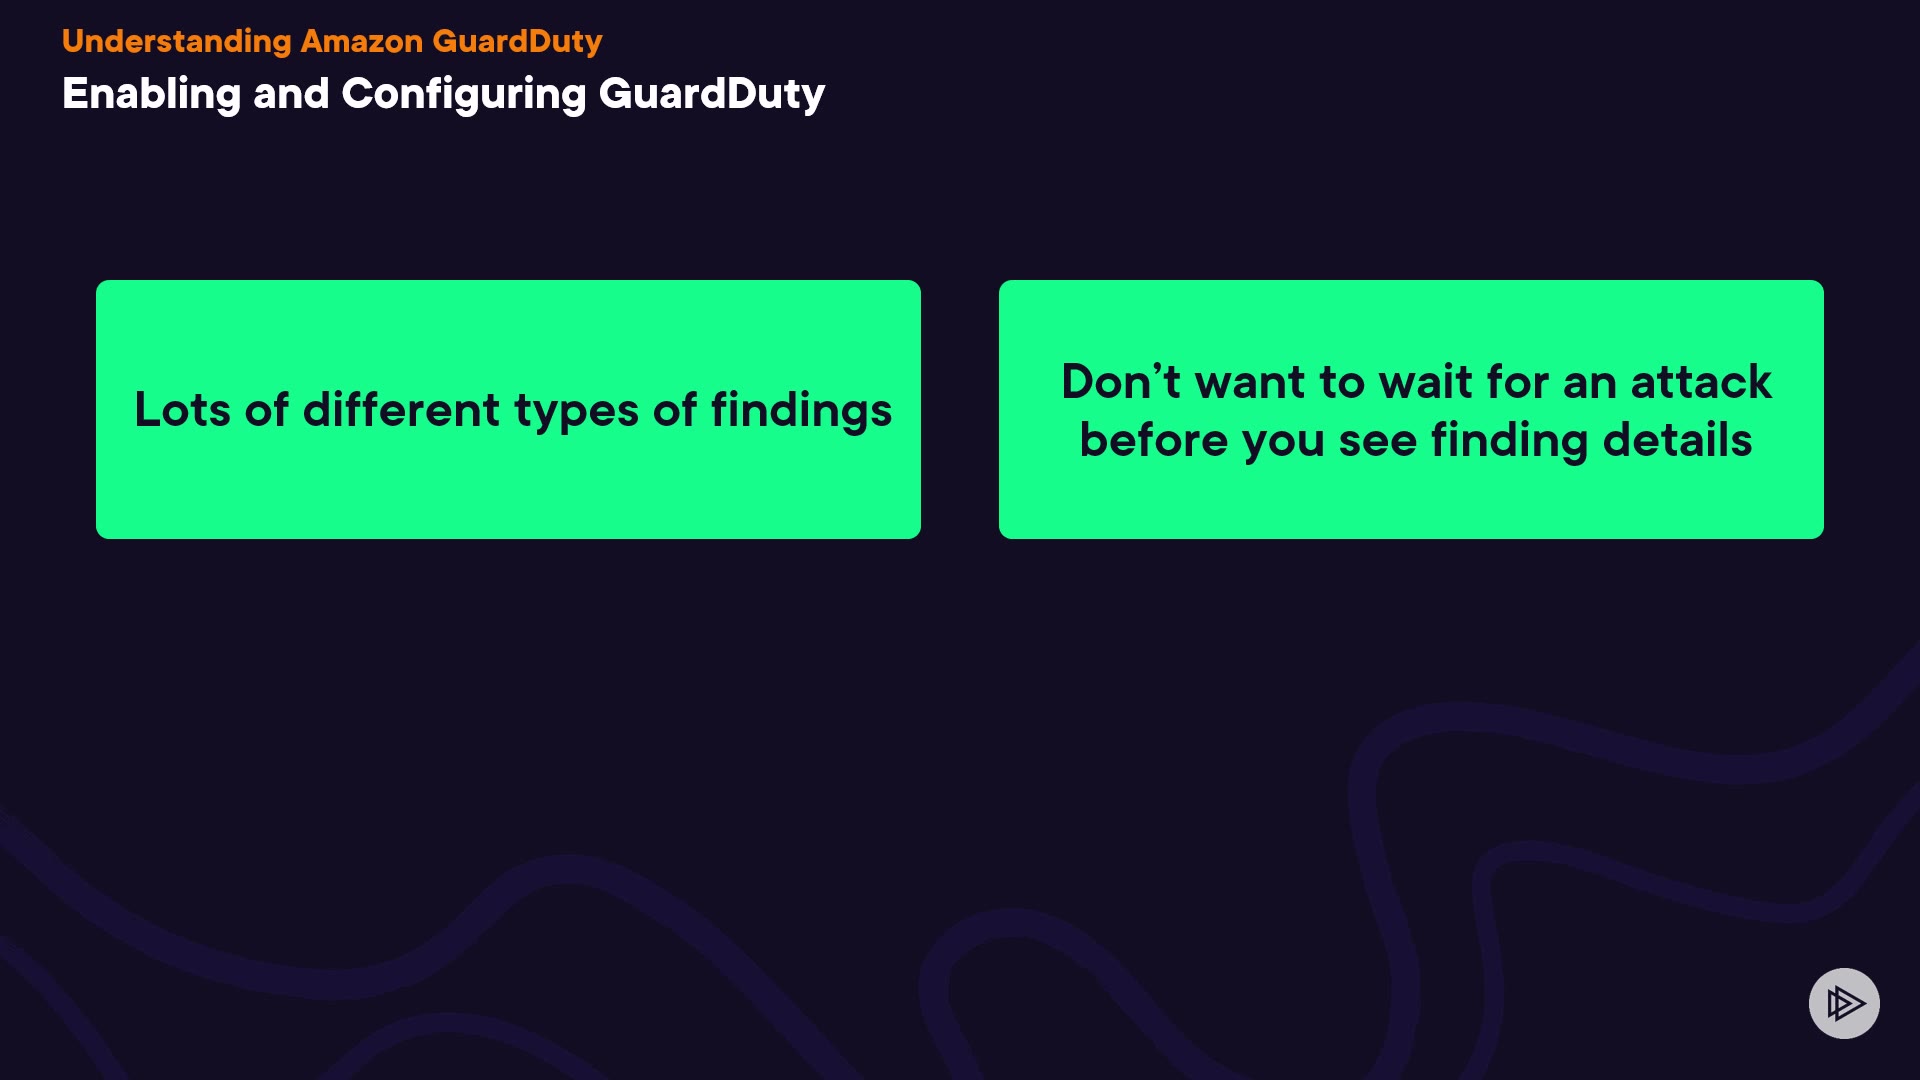 Understanding Amazon GuardDuty
Enabling and Configuring GuardDuty
Lots of different types of findings
Don’t want to wait for an attack
before you see finding details